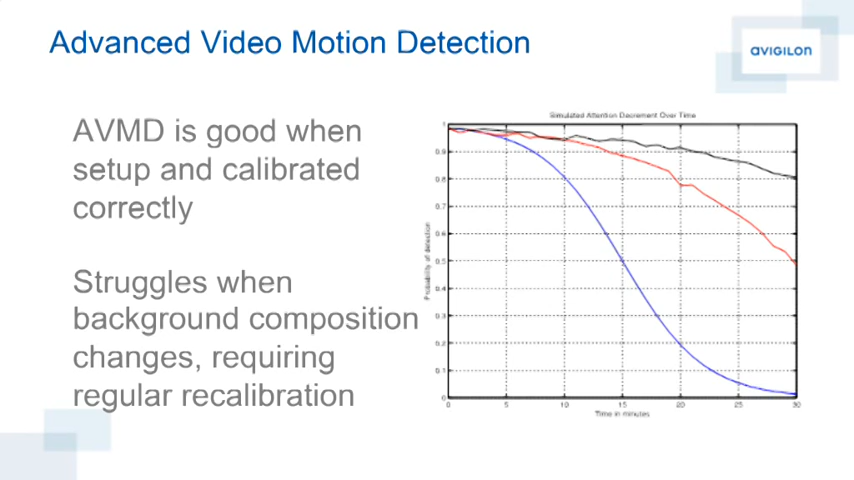 Advanced Video Motion Detection
avigilon
AVMD is good when
setup and calibrated
correctly
Struggles when
background composition
changes, requiring
regular recalibration
Simulated Attention Decrement Over Time
Probability of detection
1
0.9
0.8
0.7
0.6
0.5
0.4
0.3
0.2
0.1
0
0 5 10 15 20 25 30
Time in minutes